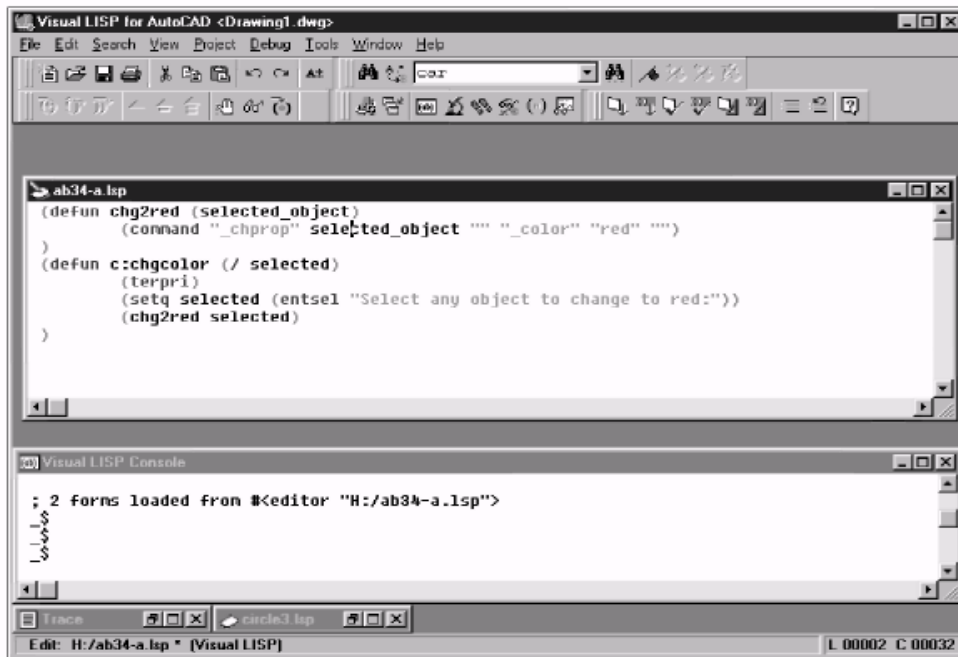 Visual LISP for AutoCAD <Drawing1.dwg>
File Edit Search View Project Debug Tools Window Help
car
ab34-a.lsp
(defun chg2red (selected_object)
(command "_chprop" selected_object "" "_color" "red" "")
)
(defun c:chgcolor (/ selected)
(terpri)
(setq selected (entsel "Select any object to change to red:"))
(chg2red selected)
)
Visual LISP Console
; 2 forms loaded from #<editor "H:/ab34-a.lsp">
_$
_$
_$
Trace
circle3.lsp
Edit: H:/ab34-a.lsp * (Visual LISP)
L 00002 C 00032